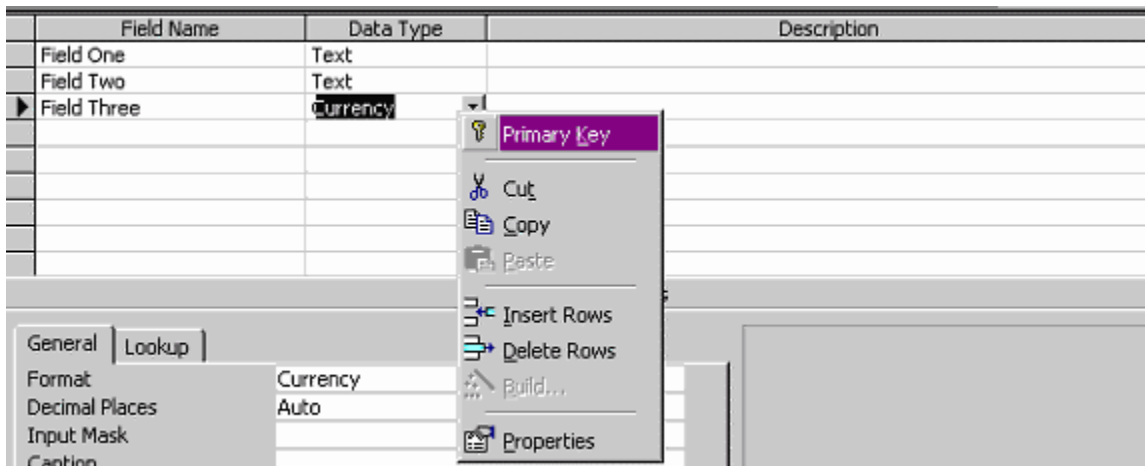 Field Name Data Type Description
Field One Text
Field Two Text
Field Three Currency
Primary Key
Cut
Copy
Paste
Insert Rows
Delete Rows
Build...
Properties
General Lookup
Format Currency
Decimal Places Auto
Input Mask
Caption